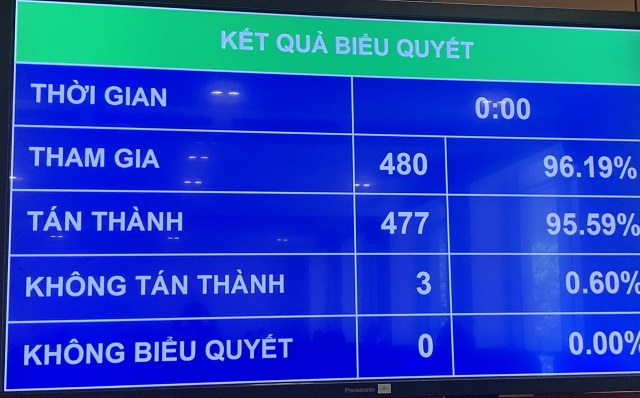 KẾT QUẢ BIỂU QUYẾT
THỜI GIAN 0:00
THAM GIA 480 96.19%
TÁN THÀNH 477 95.59%
KHÔNG TÁN THÀNH 3 0.60%
KHÔNG BIỂU QUYẾT 0 0.00%
Panasonic